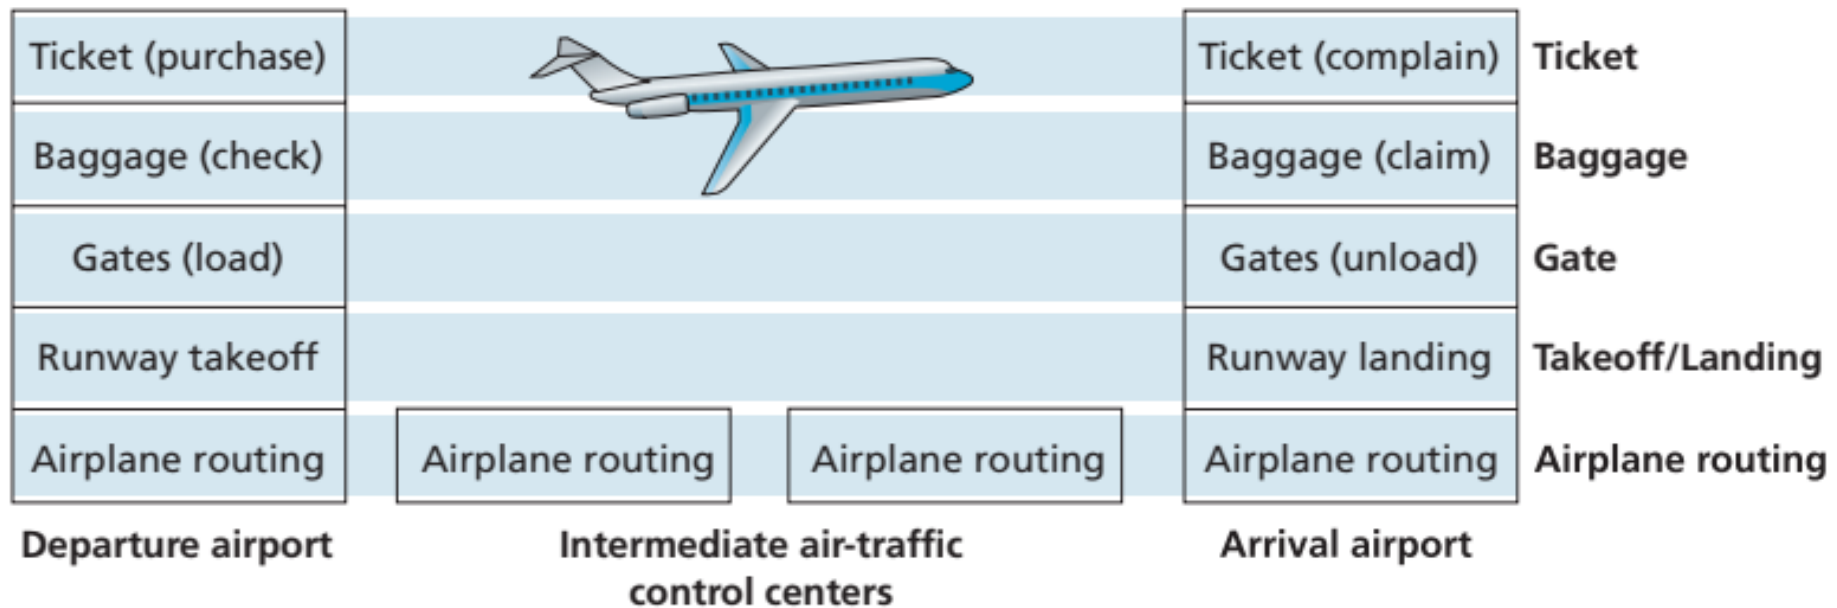 Ticket (purchase)
Ticket (complain)
Ticket
Baggage (check)
Baggage (claim)
Baggage
Gates (load)
Gates (unload)
Gate
Runway takeoff
Runway landing
Takeoff/Landing
Airplane routing
Airplane routing
Airplane routing
Airplane routing
Airplane routing
Departure airport
Intermediate air-traffic
control centers
Arrival airport